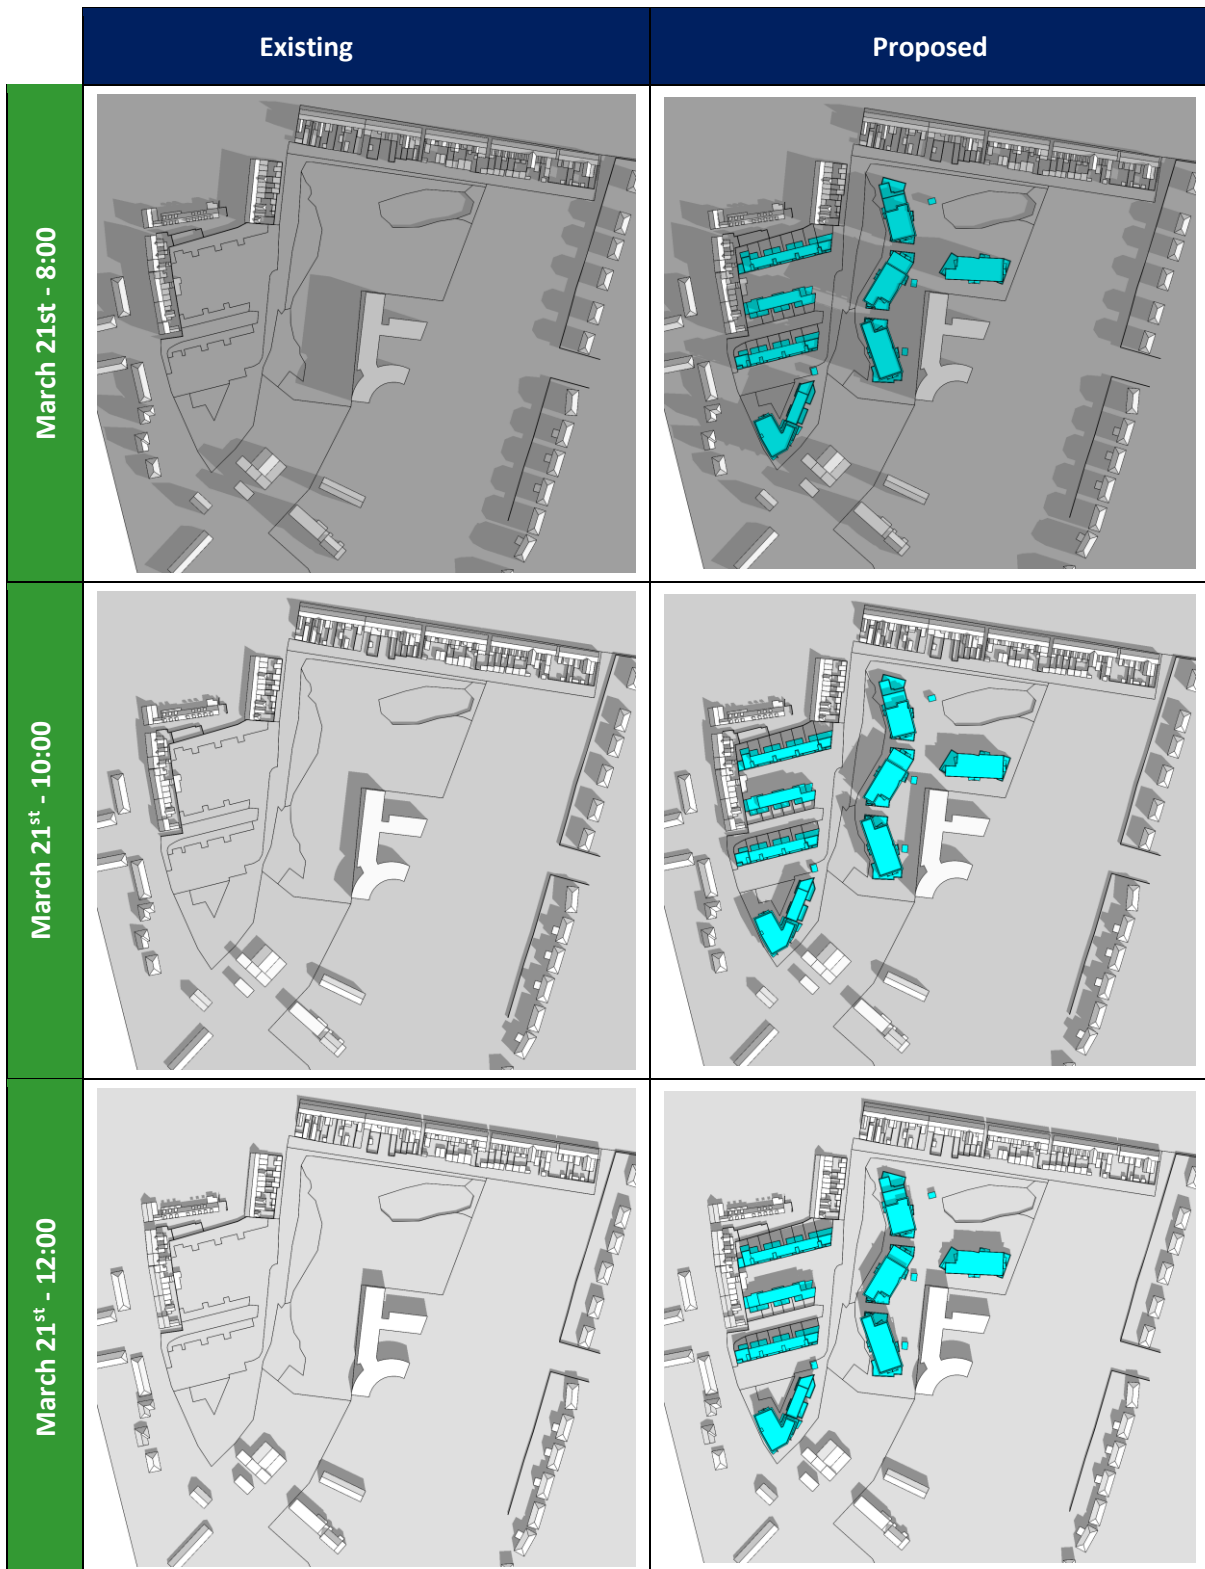 Existing
Proposed
March 21st - 8:00
March 21st - 10:00
March 21st - 12:00